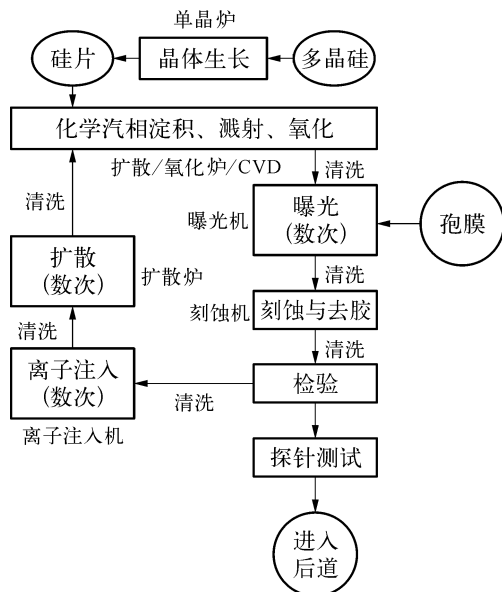 单晶炉
硅片
晶体生长
多晶硅
化学汽相淀积、溅射、氧化
扩散/氧化炉/CVD
清洗
清洗
曝光机
曝光
(数次)
孢膜
扩散
(数次)
扩散炉
清洗
刻蚀机
刻蚀与去胶
清洗
清洗
离子注入
(数次)
清洗
检验
离子注入机
探针测试
进入
后道